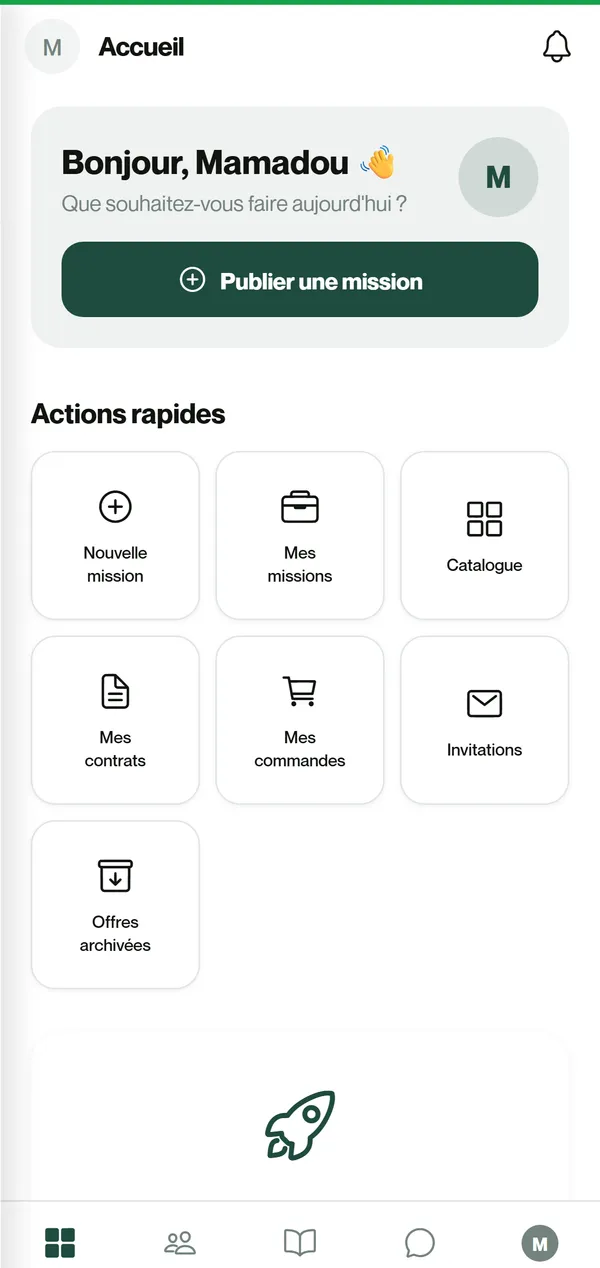 M
Accueil
Bonjour, Mamadou 👋
M
Que souhaitez-vous faire aujourd'hui ?
Publier une mission
Actions rapides
Nouvelle
mission
Mes
missions
Catalogue
Mes
contrats
Mes
commandes
Invitations
Offres
archivées
M